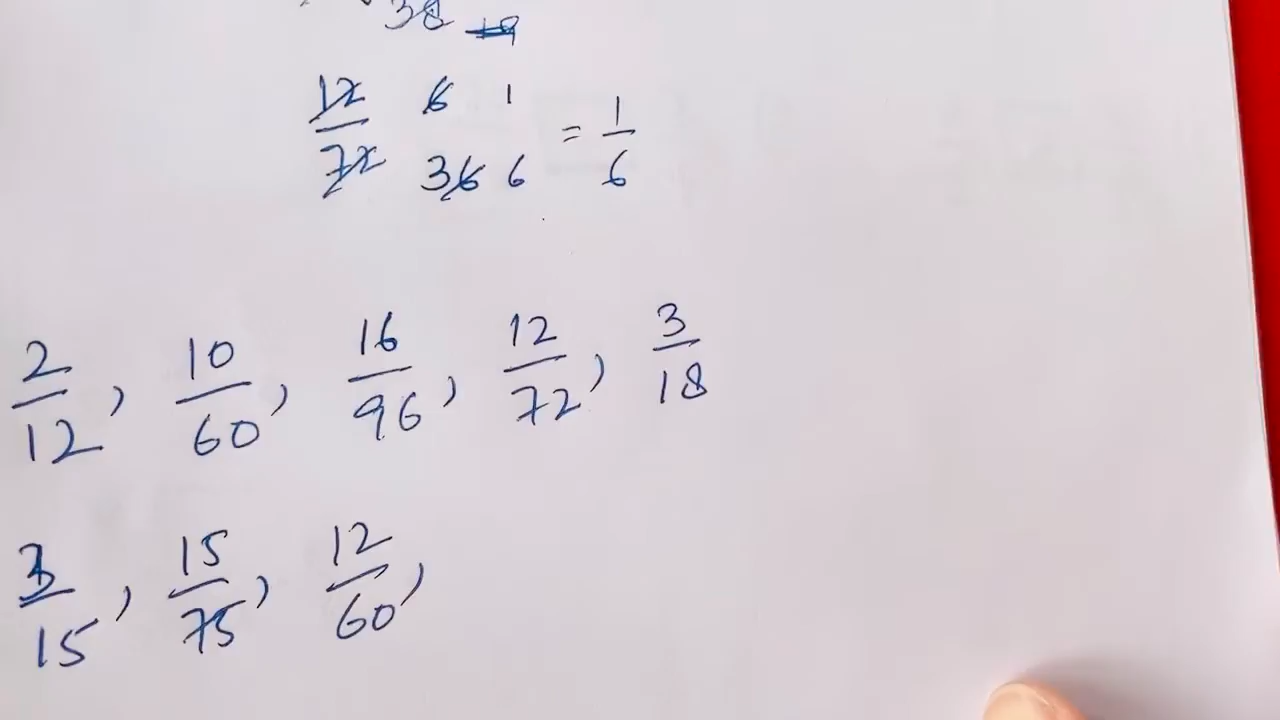 38
12/72 6/36 1/6 = 1/6
2/12, 10/60, 16/96, 12/72, 3/18
3/15, 15/75, 12/60,